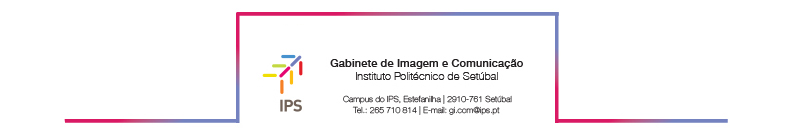 Gabinete de Imagem e Comunicação
Instituto Politécnico de Setúbal
IPS
Campus do IPS, Estefanilha | 2910-761 Setúbal
Tel.: 265 710 814 | E-mail: gi.com@ips.pt